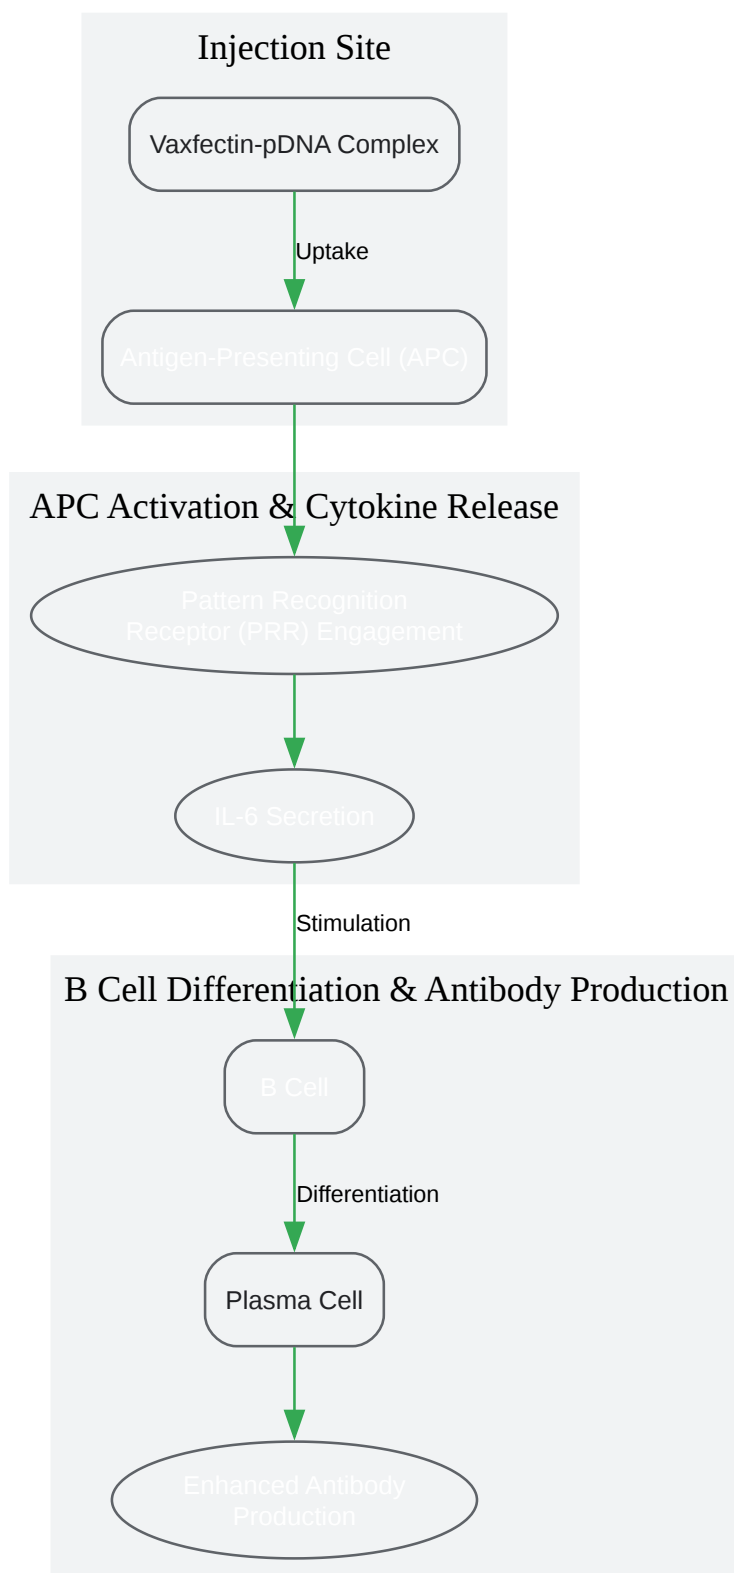 Injection Site
Vaxfectin-pDNA Complex
Uptake
Antigen-Presenting Cell (APC)
APC Activation & Cytokine Release
Pattern Recognition
Receptor (PRR) Engagement
IL-6 Secretion
Stimulation
B Cell Differentiation & Antibody Production
B Cell
Differentiation
Plasma Cell
Enhanced Antibody
Production